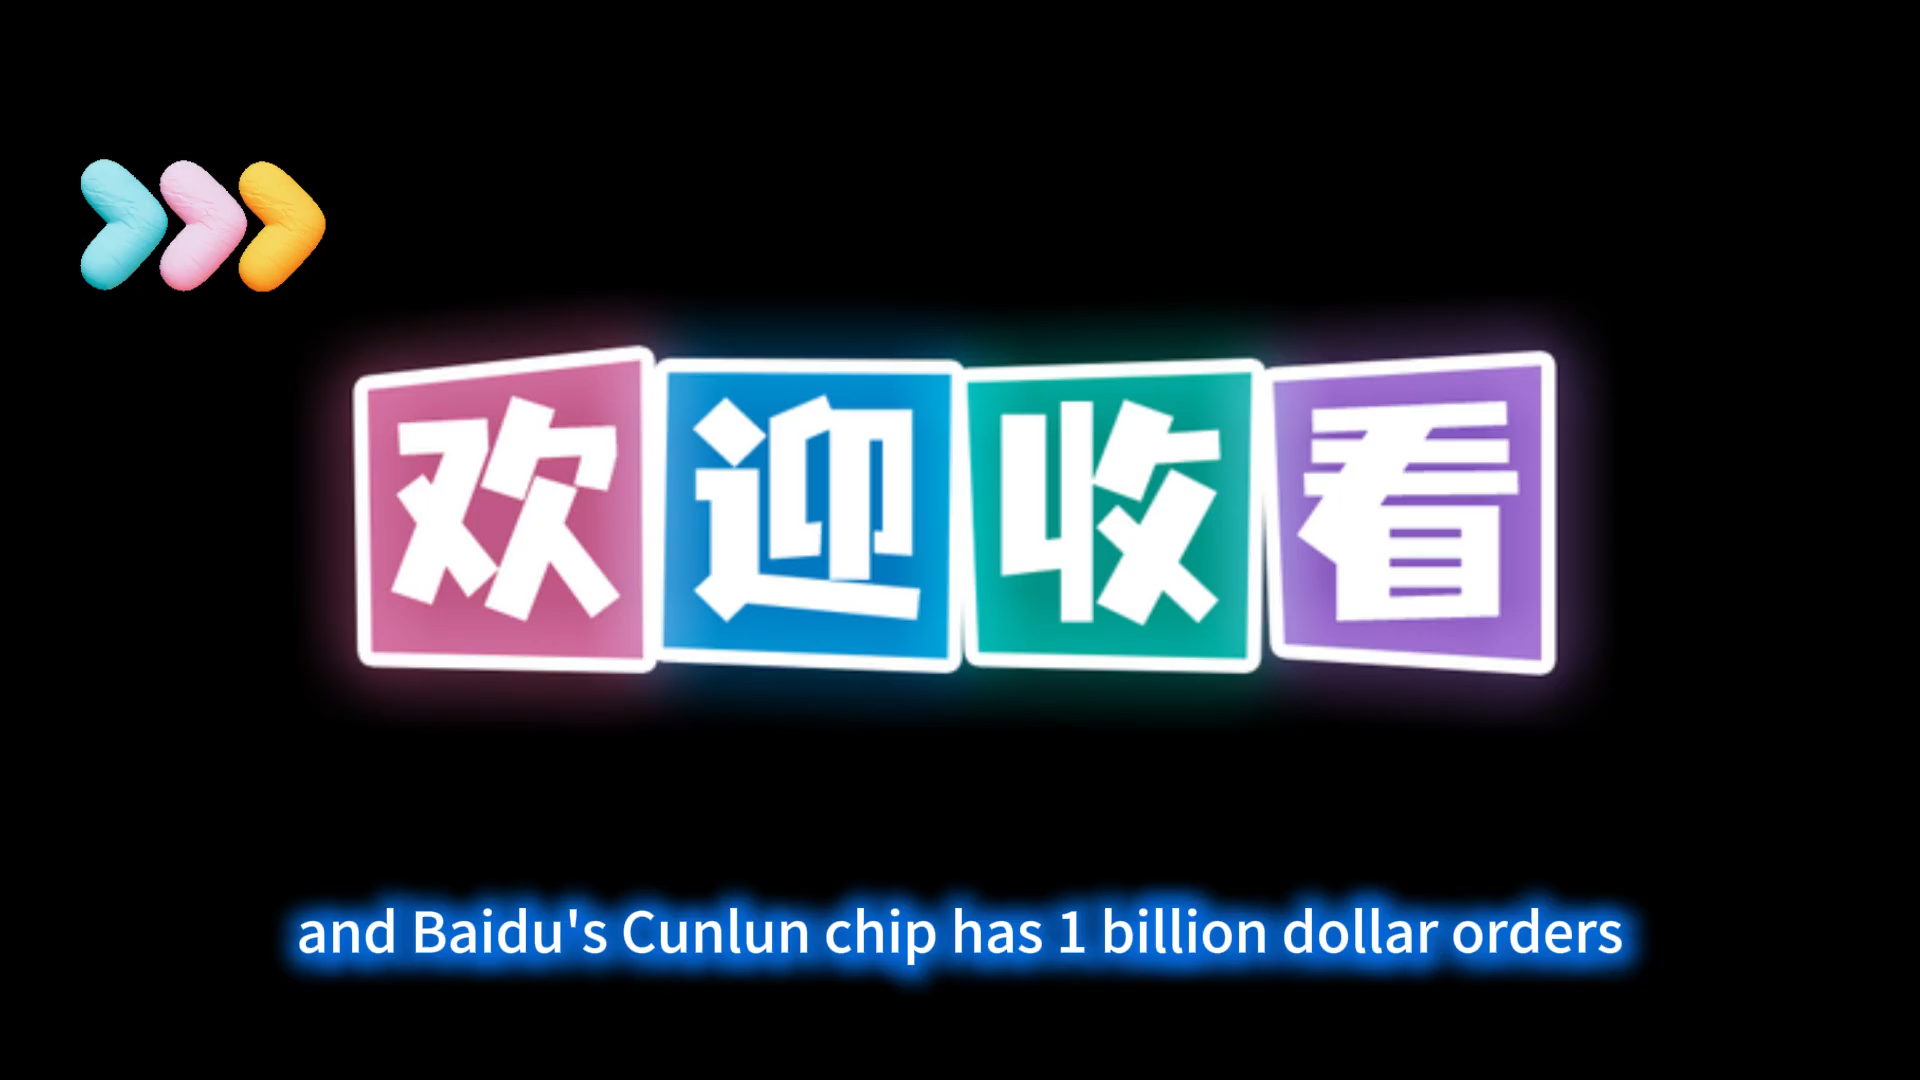 欢迎收看
and Baidu's Cunlun chip has 1 billion dollar orders